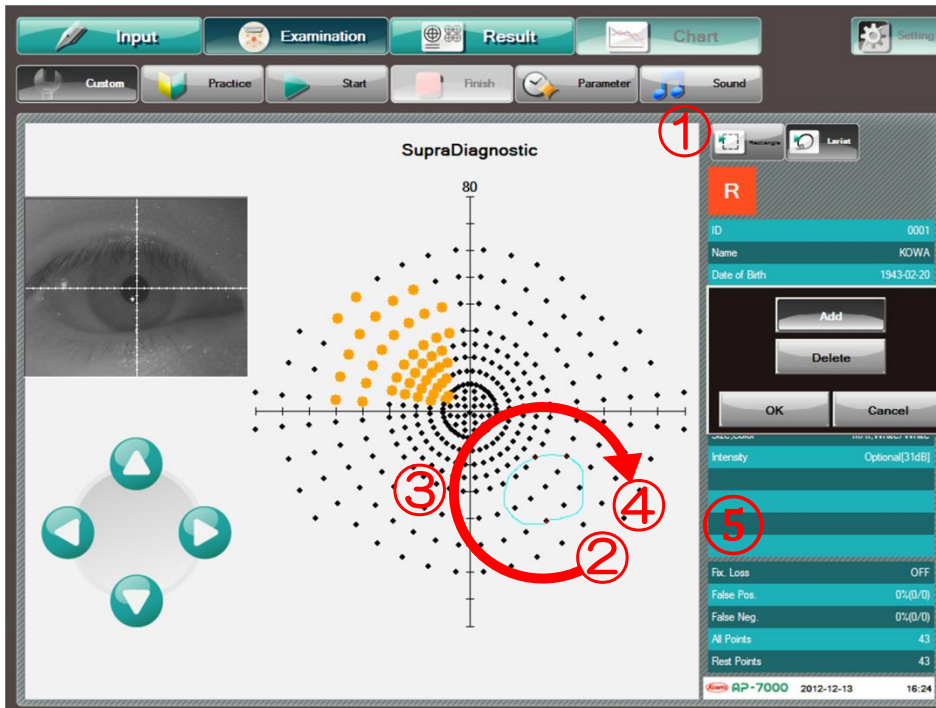 Input Examination Result Chart Setting
Custom Practice Start Finish Parameter Sound
① Rectangle Lariat
SupraDiagnostic
80
R
ID 0001
Name KOWA
Date of Birth 1943-02-20
Add
Delete
OK Cancel
Intensity Optional[31dB]
③
④
⑤
②
Fix. Loss OFF
False Pos. 0%(0/0)
False Neg. 0%(0/0)
All Points 43
Rest Points 43
Kowa AP-7000 2012-12-13 16:24